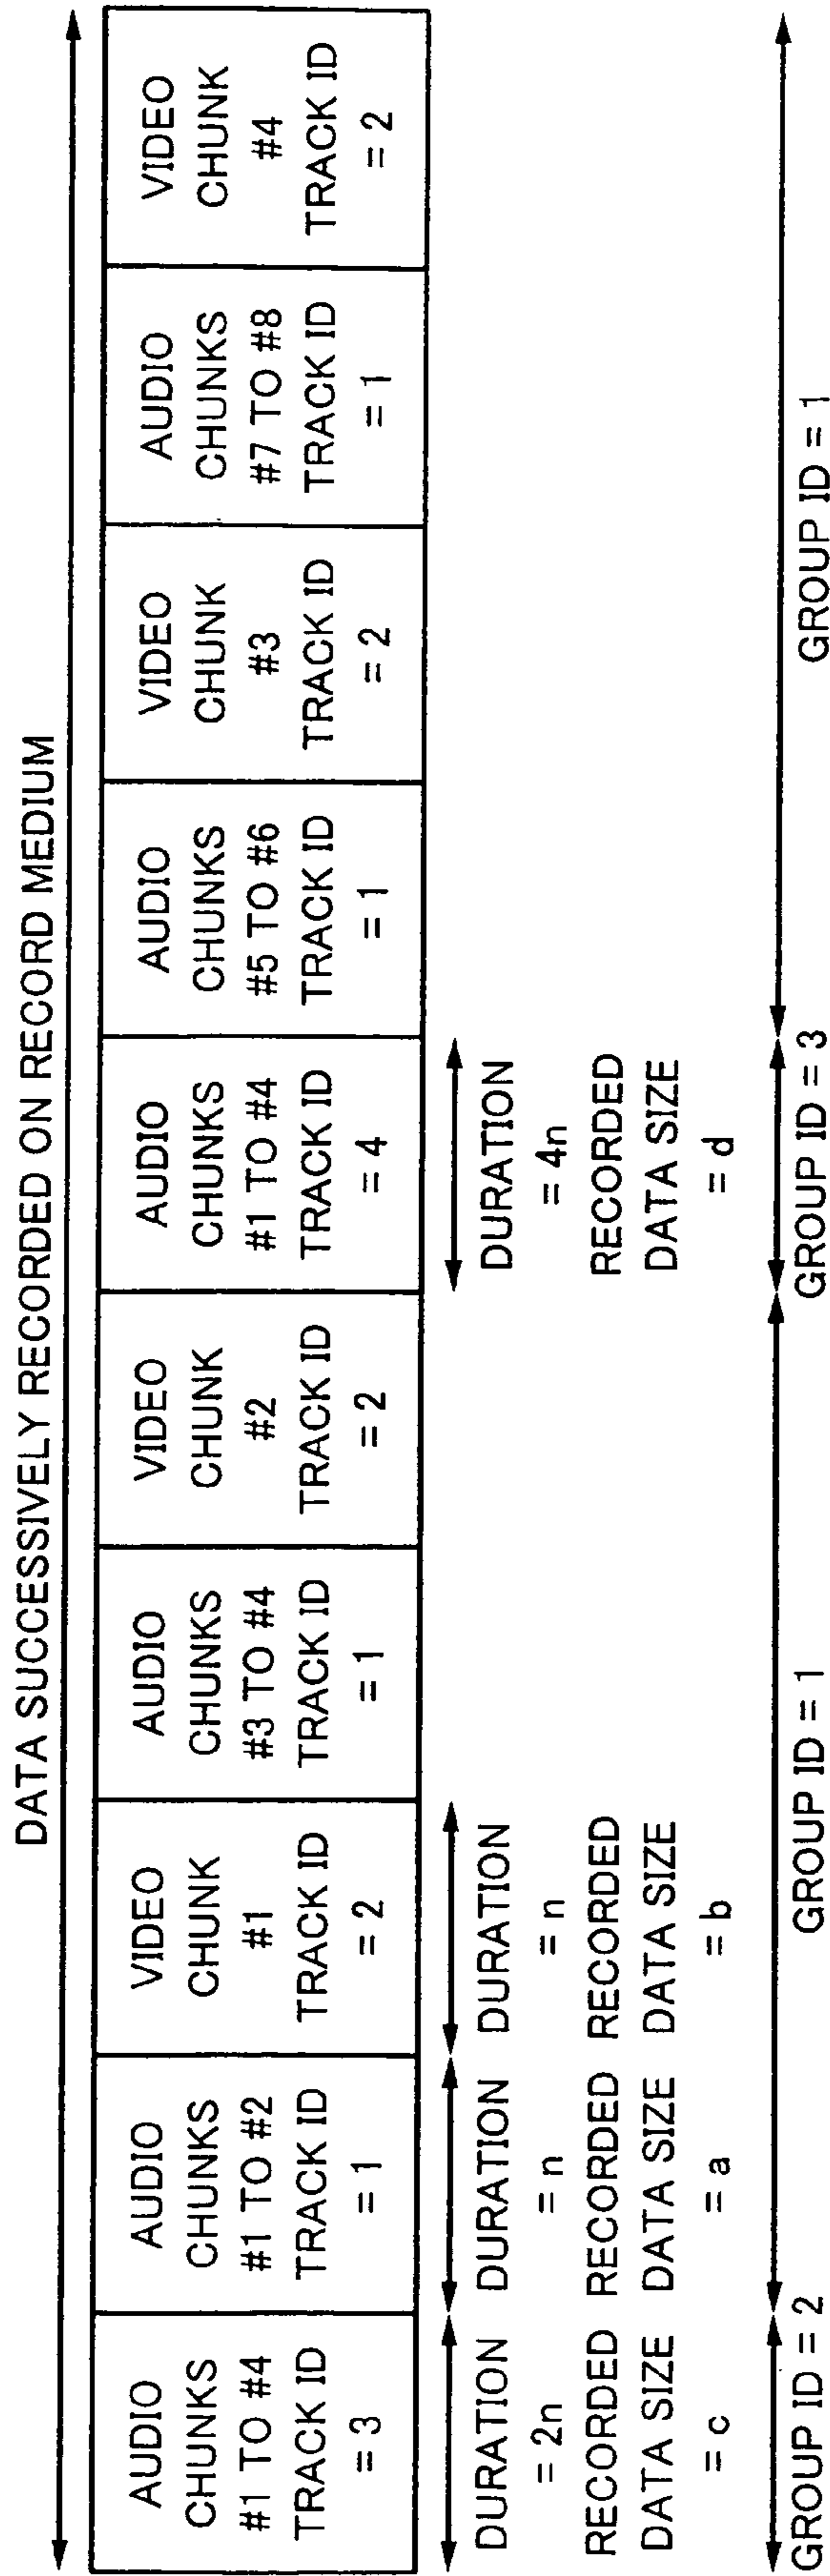 DATA SUCCESSIVELY RECORDED ON RECORD MEDIUM
AUDIO
CHUNKS
#1 TO #4
TRACK ID
= 3
AUDIO
CHUNKS
#1 TO #2
TRACK ID
= 1
VIDEO
CHUNK
#1
TRACK ID
= 2
AUDIO
CHUNKS
#3 TO #4
TRACK ID
= 1
VIDEO
CHUNK
#2
TRACK ID
= 2
AUDIO
CHUNKS
#1 TO #4
TRACK ID
= 4
AUDIO
CHUNKS
#5 TO #6
TRACK ID
= 1
VIDEO
CHUNK
#3
TRACK ID
= 2
AUDIO
CHUNKS
#7 TO #8
TRACK ID
= 1
VIDEO
CHUNK
#4
TRACK ID
= 2
DURATION
= 2n
RECORDED
DATA SIZE
= c
DURATION
= n
RECORDED
DATA SIZE
= a
DURATION
= n
RECORDED
DATA SIZE
= b
DURATION
= 4n
RECORDED
DATA SIZE
= d
GROUP ID = 2
GROUP ID = 1
GROUP ID = 3
GROUP ID = 1